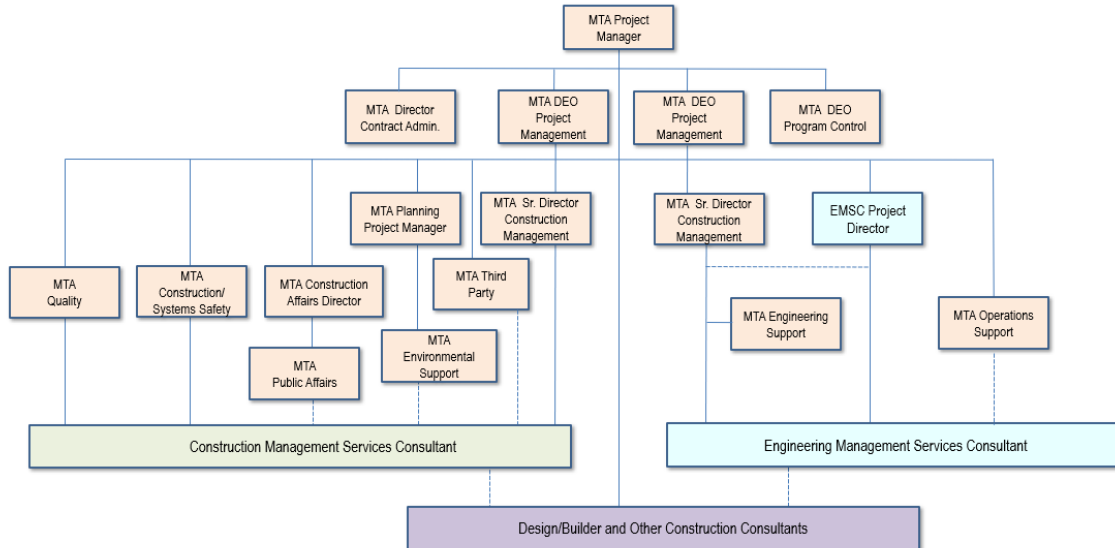 MTA Project
Manager
MTA Director
Contract Admin.
MTA DEO
Project
Management
MTA DEO
Project
Management
MTA DEO
Program Control
MTA Planning
Project Manager
MTA Sr. Director
Construction
Management
MTA Sr. Director
Construction
Management
EMSC Project
Director
MTA
Quality
MTA
Construction/
Systems Safety
MTA Construction
Affairs Director
MTA Third
Party
MTA Engineering
Support
MTA Operations
Support
MTA
Public Affairs
MTA
Environmental
Support
Construction Management Services Consultant
Engineering Management Services Consultant
Design/Builder and Other Construction Consultants